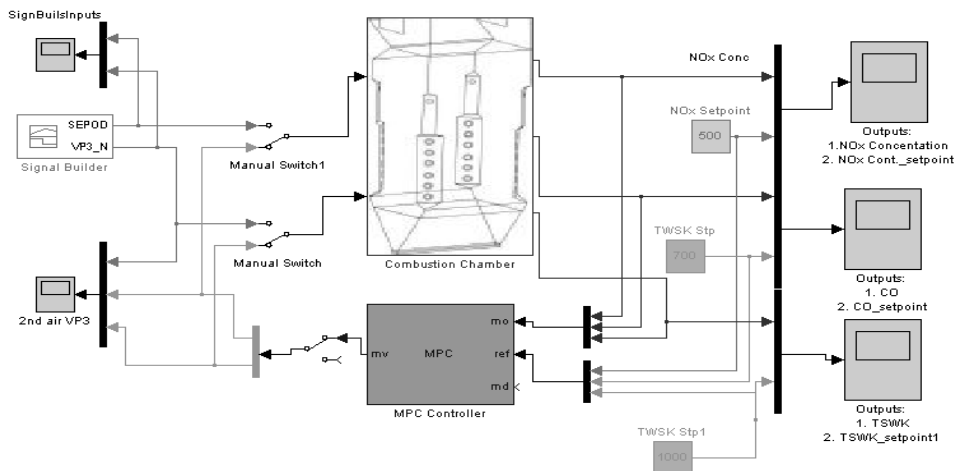 SignBuilsInputs
SEPOD
VP3_N
Signal Builder
Manual Switch1
Manual Switch
2nd air VP3
Combustion Chamber
mv
MPC
mo
ref
md
MPC Controller
NOx Conc
NOx Setpoint
500
TWSK Stp
700
TWSK Stp1
1000
Outputs:
1.NOx Concentation
2. NOx Cont._setpoint
Outputs:
1. CO
2. CO_setpoint
Outputs:
1. TSWK
2. TSWK_setpoint1